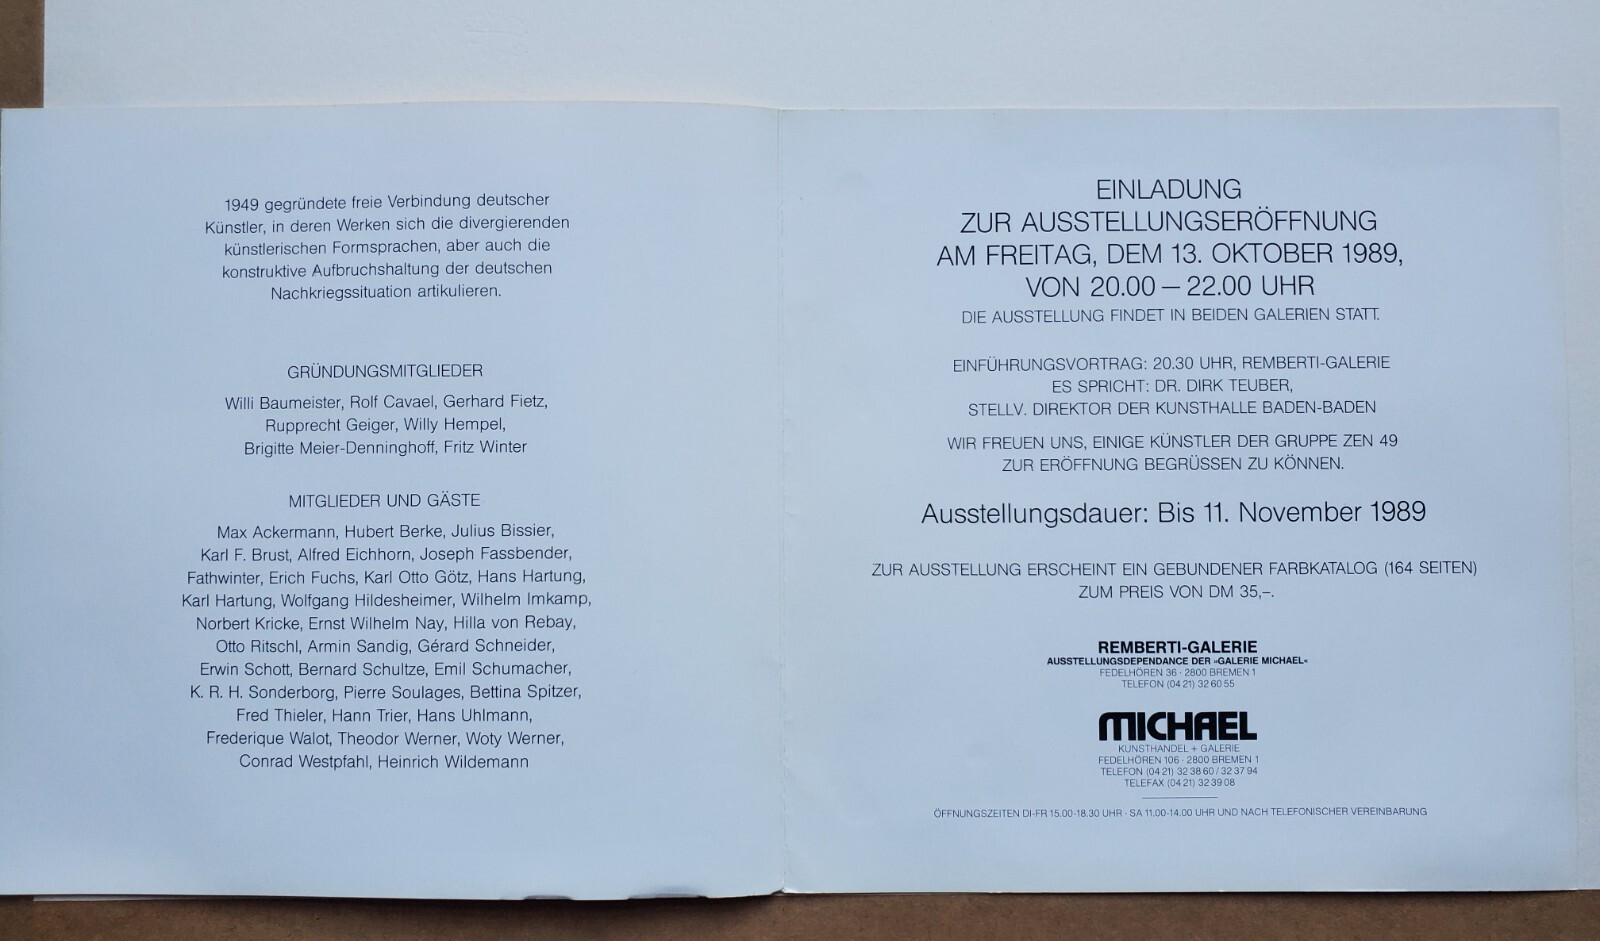 1949 gegründete freie Verbindung deutscher
Künstler, in deren Werken sich die divergierenden
künstlerischen Formsprachen, aber auch die
konstruktive Aufbruchshaltung der deutschen
Nachkriegssituation artikulieren.
GRÜNDUNGSMITGLIEDER
Willi Baumeister, Rolf Cavael, Gerhard Fietz,
Rupprecht Geiger, Willy Hempel,
Brigitte Meier-Denninghoff, Fritz Winter
MITGLIEDER UND GÄSTE
Max Ackermann, Hubert Berke, Julius Bissier,
Karl F. Brust, Alfred Eichhorn, Joseph Fassbender,
Fathwinter, Erich Fuchs, Karl Otto Götz, Hans Hartung,
Karl Hartung, Wolfgang Hildesheimer, Wilhelm Imkamp,
Norbert Kricke, Ernst Wilhelm Nay, Hilla von Rebay,
Otto Ritschl, Armin Sandig, Gérard Schneider,
Erwin Schott, Bernard Schultze, Emil Schumacher,
K. R. H. Sonderborg, Pierre Soulages, Bettina Spitzer,
Fred Thieler, Hann Trier, Hans Uhlmann,
Frederique Walot, Theodor Werner, Woty Werner,
Conrad Westpfahl, Heinrich Wildemann
EINLADUNG
ZUR AUSSTELLUNGSERÖFFNUNG
AM FREITAG, DEM 13. OKTOBER 1989,
VON 20.00 – 22.00 UHR
DIE AUSSTELLUNG FINDET IN BEIDEN GALERIEN STATT.
EINFÜHRUNGSVORTRAG: 20.30 UHR, REMBERTI-GALERIE
ES SPRICHT: DR. DIRK TEUBER,
STELLV. DIREKTOR DER KUNSTHALLE BADEN-BADEN
WIR FREUEN UNS, EINIGE KÜNSTLER DER GRUPPE ZEN 49
ZUR ERÖFFNUNG BEGRÜSSEN ZU KÖNNEN.
Ausstellungsdauer: Bis 11. November 1989
ZUR AUSSTELLUNG ERSCHEINT EIN GEBUNDENER FARBKATALOG (164 SEITEN)
ZUM PREIS VON DM 35,–.
REMBERTI-GALERIE
AUSSTELLUNGSDEPENDANCE DER »GALERIE MICHAEL«
FEDELHÖREN 36 · 2800 BREMEN 1
TELEFON (04 21) 32 60 55
MICHAEL
KUNSTHANDEL + GALERIE
FEDELHÖREN 106 · 2800 BREMEN 1
TELEFON (04 21) 32 38 60 / 32 37 94
TELEFAX (04 21) 32 39 08
ÖFFNUNGSZEITEN DI-FR 15.00-18.30 UHR · SA 11.00-14.00 UHR UND NACH TELEFONISCHER VEREINBARUNG